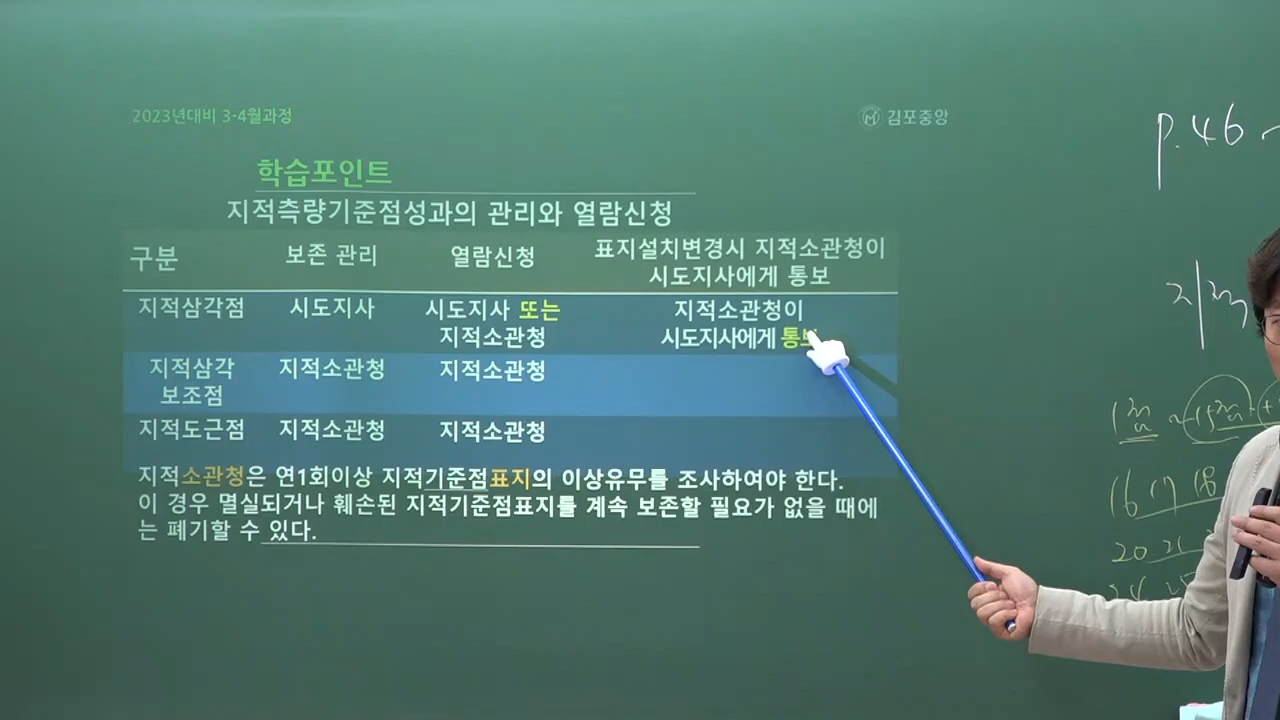 2023년대비 3-4월과정
김포중앙
학습포인트
지적측량기준점성과의 관리와 열람신청
구분
보존 관리
열람신청
표지설치변경시 지적소관청이
시도지사에게 통보
지적삼각점
시도지사
시도지사 또는
지적소관청
지적소관청이
시도지사에게 통보
지적삼각
보조점
지적소관청
지적소관청
지적도근점
지적소관청
지적소관청
지적소관청은 연1회이상 지적기준점표지의 이상유무를 조사하여야 한다.
이 경우 멸실되거나 훼손된 지적기준점표지를 계속 보존할 필요가 없을 때에
는 폐기할 수 있다.
p.46
16 17 18
20 21